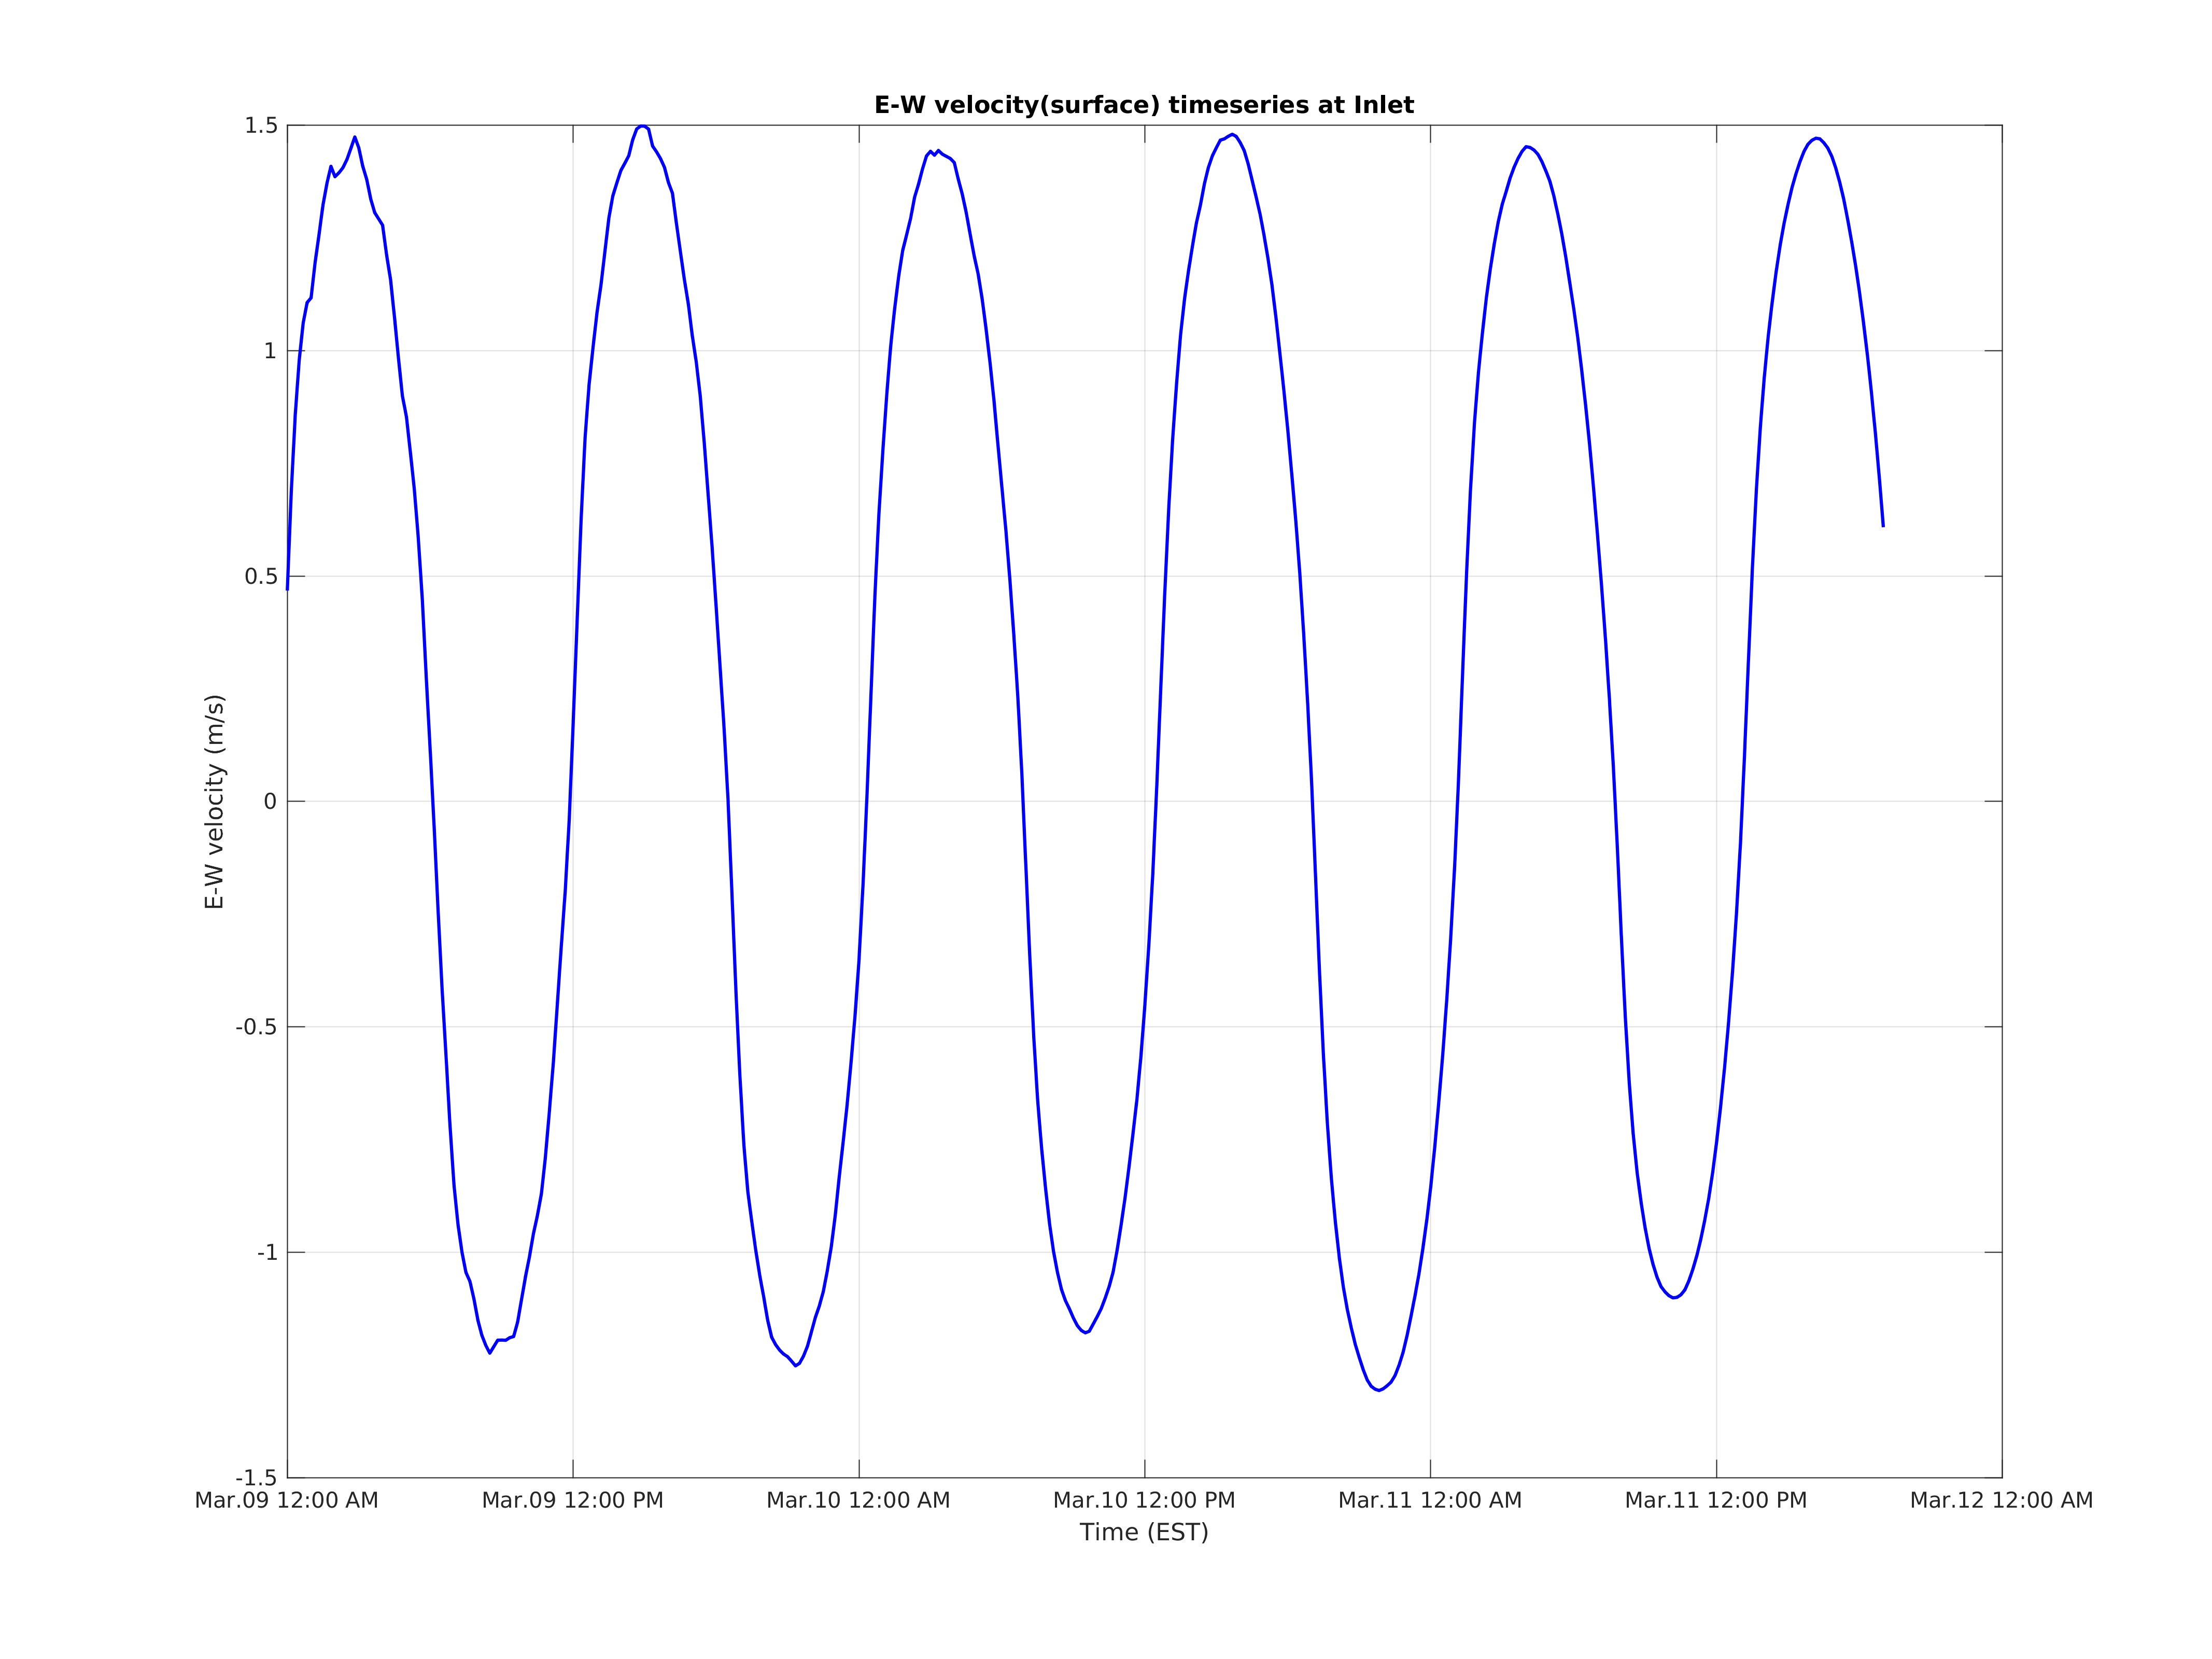 E-W velocity(surface) timeseries at Inlet
1.5
1
0.5
0
-0.5
-1
-1.5
E-W velocity (m/s)
Mar.09 12:00 AM Mar.09 12:00 PM Mar.10 12:00 AM Mar.10 12:00 PM Mar.11 12:00 AM Mar.11 12:00 PM Mar.12 12:00 AM
Time (EST)